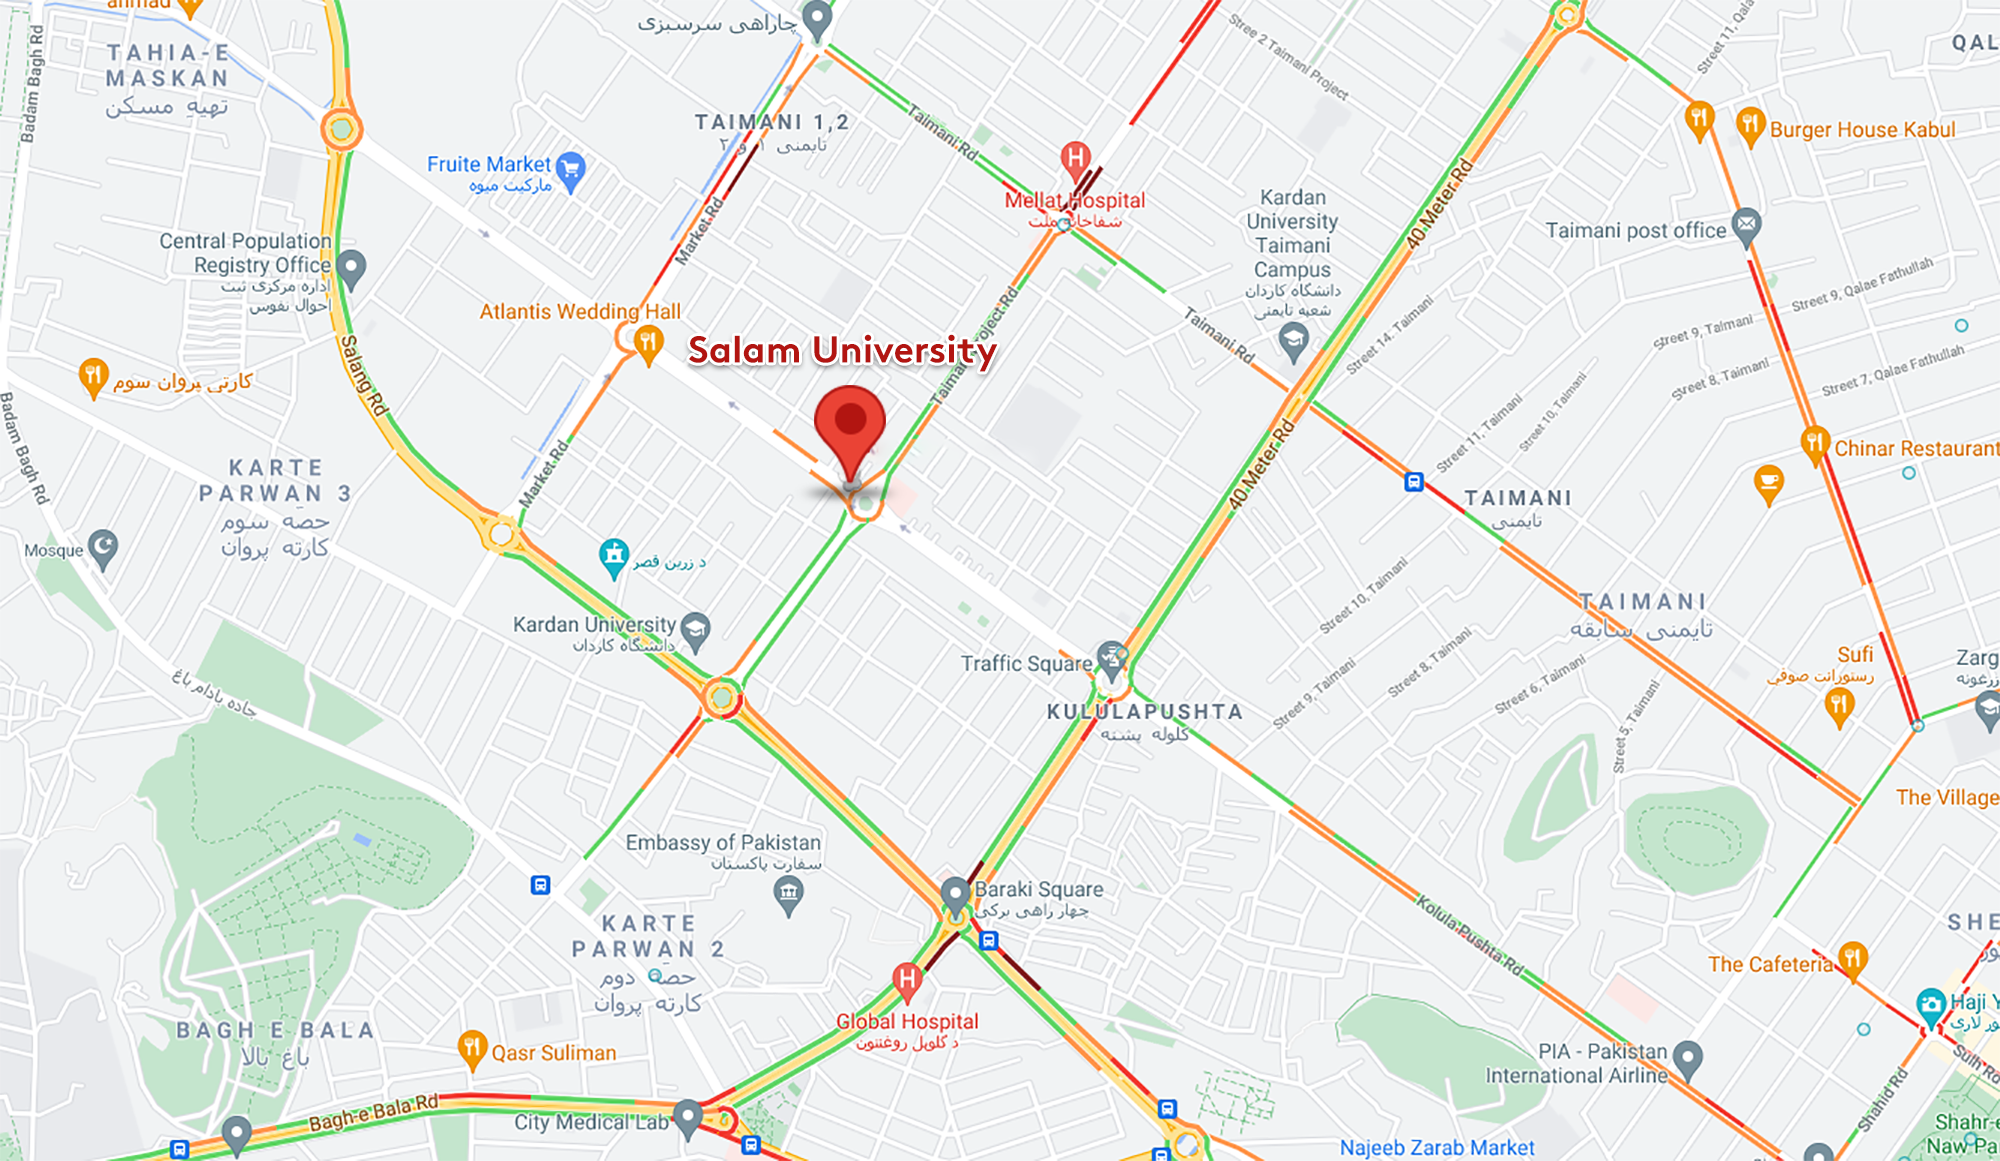 ahmad
TAHIA-E
MASKAN
تهیه مسکن
Badam Bagh Rd
چاراهی سرسبزی
TAIMANI 1,2
تایمنی ۱ و ۲
Taimani Rd
Street 2 Taimani Project
Street 11, Qala
QAL
Burger House Kabul
Fruite Market
مارکیت میوه
Market Rd
Mellat Hospital
شفاخانه ملت
Kardan
University
Taimani
Campus
دانشگاه کاردان
شعبه تایمنی
40 Meter Rd
Taimani post office
Central Population
Registry Office
اداره مرکزی ثبت
احوال نفوس
Atlantis Wedding Hall
Salam University
Taimani Project Rd
Taimani Rd
Street 14, Taimani
Street 9, Qalae Fathullah
Street 9, Taimani
Street 8, Taimani
Street 7, Qalae Fathullah
کارتی پروان سوم
Salang Rd
Badam Bagh Rd
KARTE
PARWAN 3
حصه سوم
کارته پروان
Market Rd
40 Meter Rd
Street 11, Taimani
Street 10, Taimani
Chinar Restaurant
TAIMANI
تایمنی
Mosque
د زرین قصر
Kardan University
دانشگاه کاردان
Traffic Square
KULULAPUSHTA
کلوله پشته
Street 10, Taimani
Street 9, Taimani
Street 8, Taimani
Street 6, Taimani
Street 5, Taimani
TAIMANI
تایمنی سابقه
Sufi
رستورانت صوفی
Zarg
زرغونه
جاده بادام باغ
The Village
Embassy of Pakistan
سفارت پاکستان
Baraki Square
چهار راهی برکی
KARTE
PARWAN 2
حصه دوم
کارته پروان
Kolula Pushta Rd
SHE
The Cafeteria
Haji Y
BAGH E BALA
باغ بالا
Global Hospital
د گلوبل روغتنون
Qasr Suliman
PIA - Pakistan
International Airline
Sulh Rd
Shahid Rd
Bagh-e Bala Rd
City Medical Lab
Najeeb Zarab Market
Shahr-e
Naw Pa